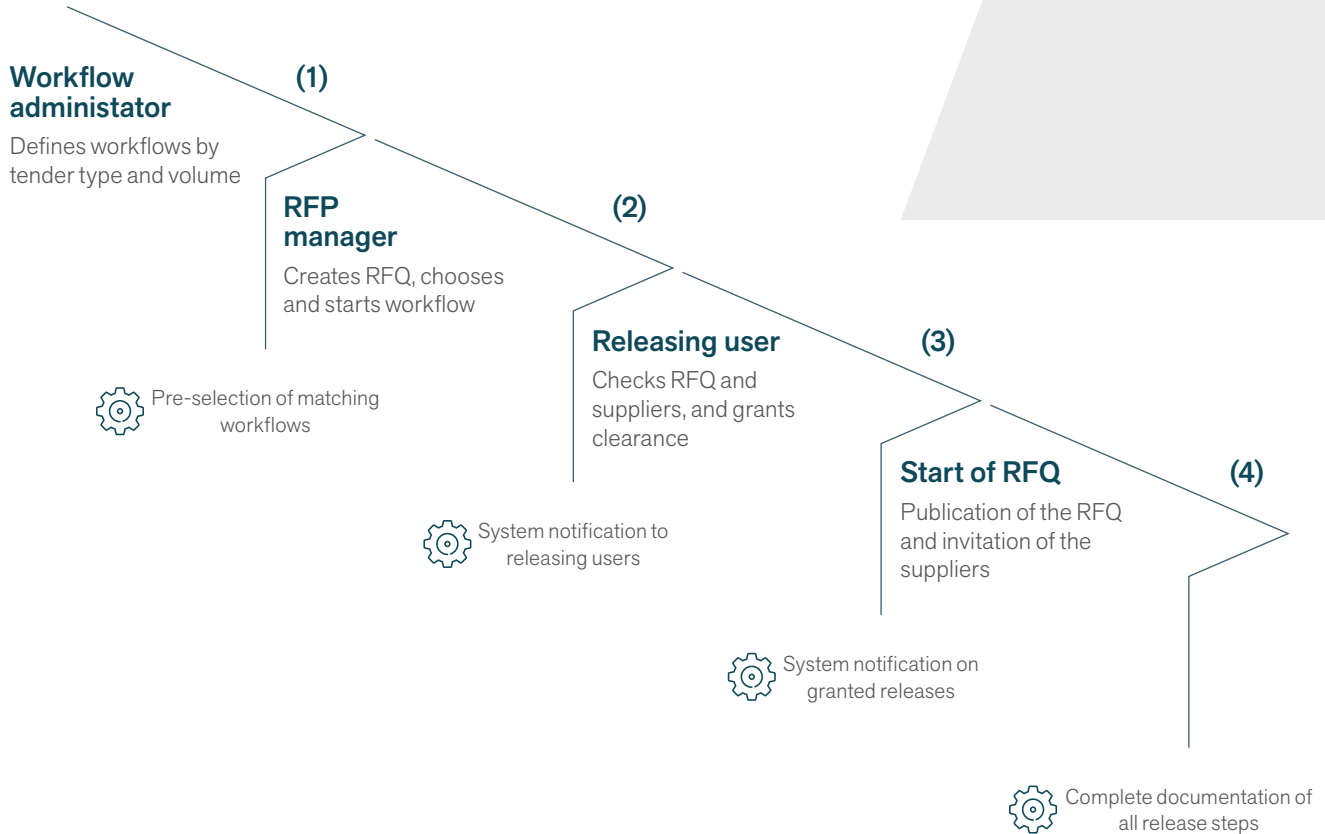 Workflow
administator
(1)
Defines workflows by
tender type and volume
RFP
manager
(2)
Creates RFQ, chooses
and starts workflow
Pre-selection of matching
workflows
Releasing user
(3)
Checks RFQ and
suppliers, and grants
clearance
System notification to
releasing users
Start of RFQ
(4)
Publication of the RFQ
and invitation of the
suppliers
System notification on
granted releases
Complete documentation of
all release steps